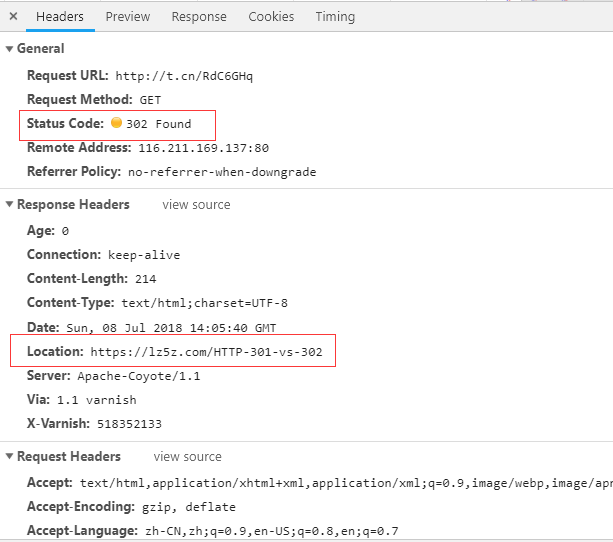 × Headers Preview Response Cookies Timing
▼ General
Request URL: http://t.cn/RdC6GHq
Request Method: GET
Status Code: 302 Found
Remote Address: 116.211.169.137:80
Referrer Policy: no-referrer-when-downgrade
▼ Response Headers view source
Age: 0
Connection: keep-alive
Content-Length: 214
Content-Type: text/html;charset=UTF-8
Date: Sun, 08 Jul 2018 14:05:40 GMT
Location: https://lz5z.com/HTTP-301-vs-302
Server: Apache-Coyote/1.1
Via: 1.1 varnish
X-Varnish: 518352133
▼ Request Headers view source
Accept: text/html,application/xhtml+xml,application/xml;q=0.9,image/webp,image/apn
Accept-Encoding: gzip, deflate
Accept-Language: zh-CN,zh;q=0.9,en-US;q=0.8,en;q=0.7